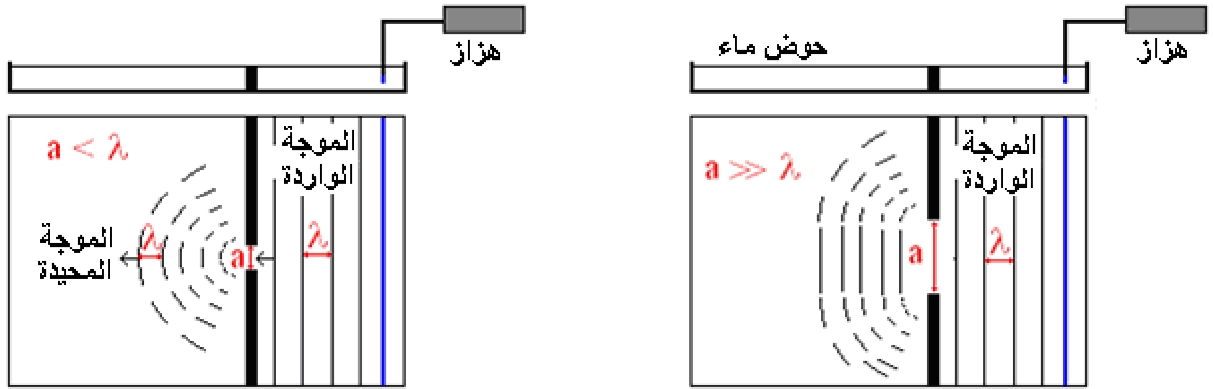 هزاز
a < λ
الموجة
الواردة
الموجة
المحيدة
λ
a
λ
هزاز
حوض ماء
a >> λ
الموجة
الواردة
a
λ